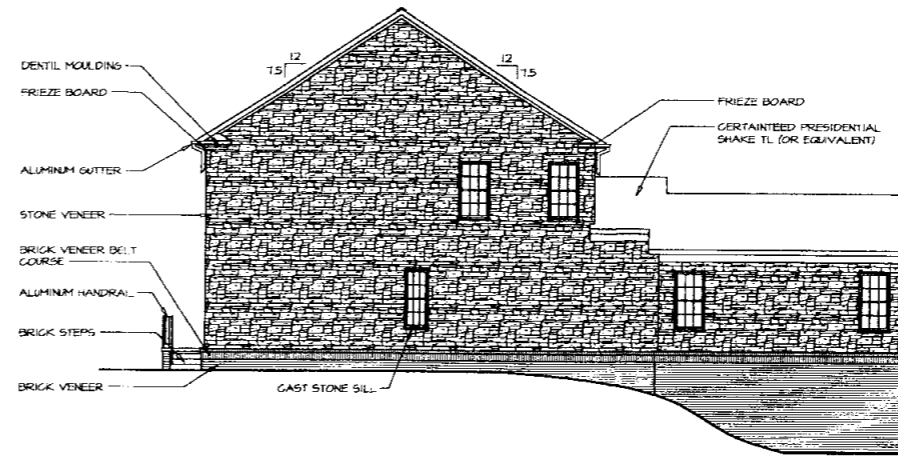 DENTIL MOULDING
FRIEZE BOARD
ALUMINUM GUTTER
STONE VENEER
BRICK VENEER BELT
COURSE
ALUMINUM HANDRAIL
BRICK STEPS
BRICK VENEER
12
7.5
12
7.5
FRIEZE BOARD
CERTAINTEED PRESIDENTIAL
SHAKE TL (OR EQUIVALENT)
CAST STONE SILL